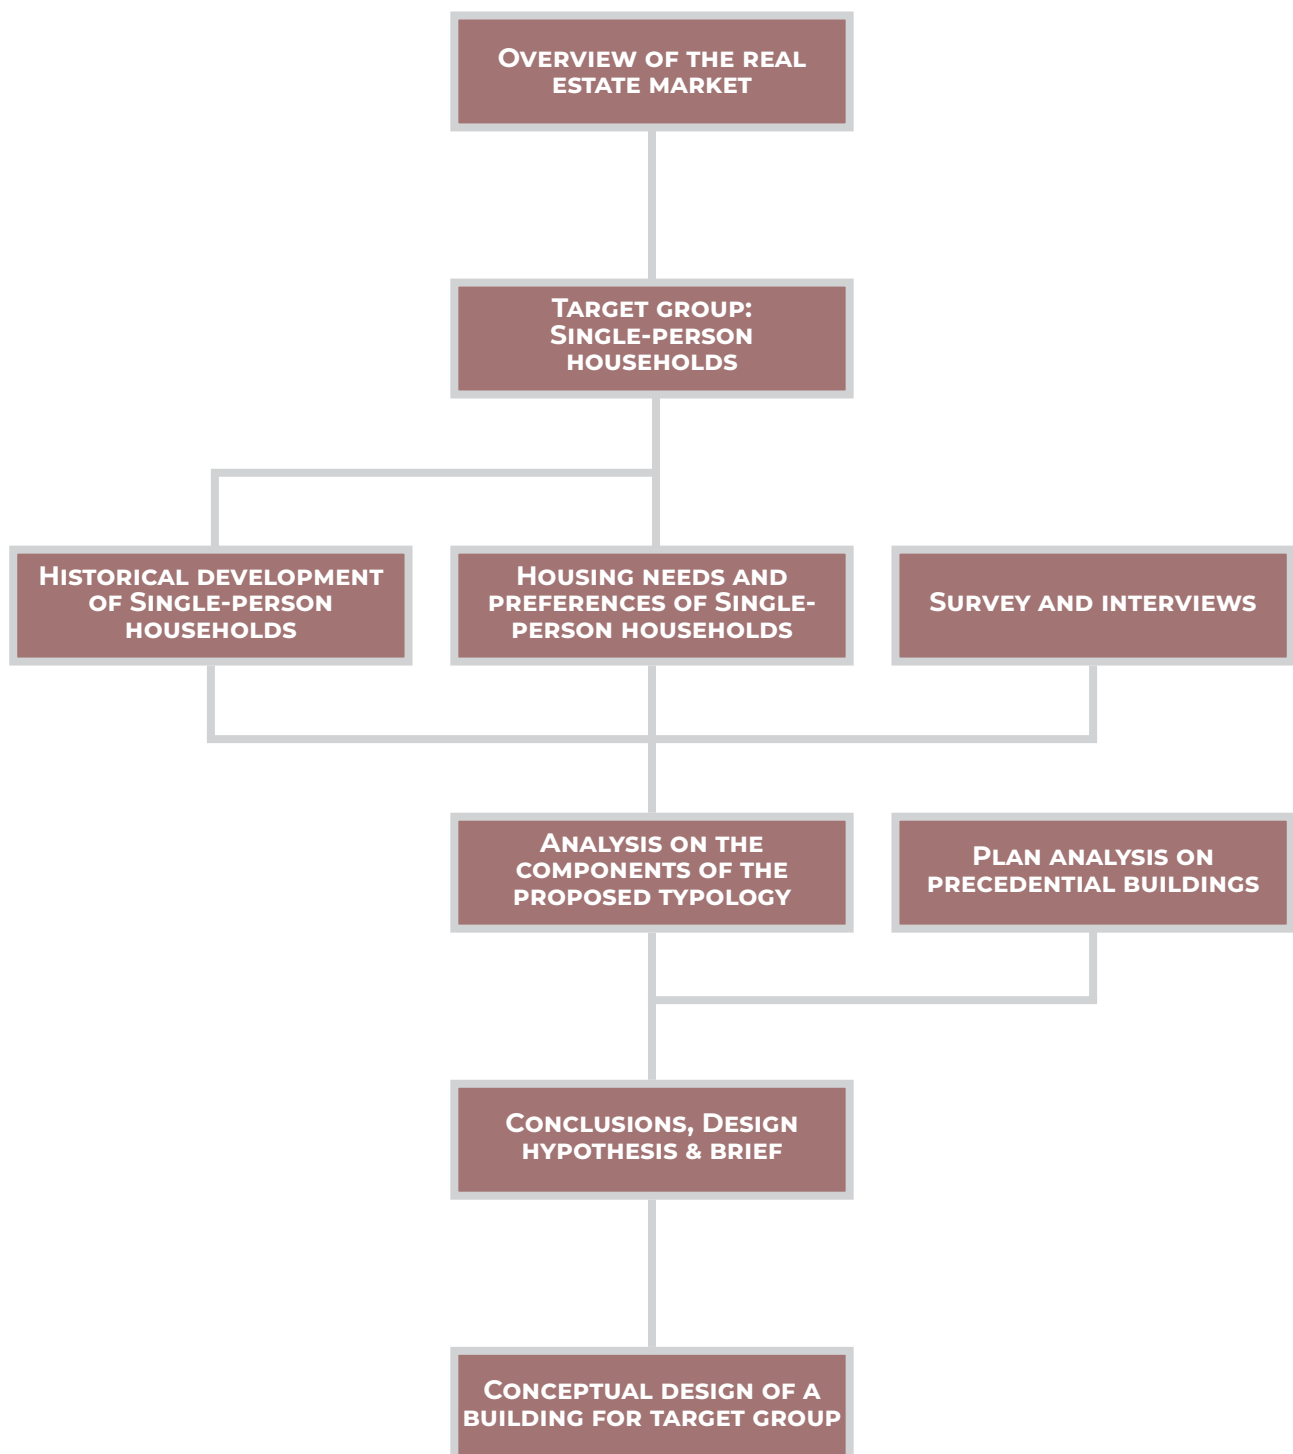 Overview of the real
estate market
Target group:
Single-person
households
Historical development
of Single-person
households
Housing needs and
preferences of Single-
person households
Survey and interviews
Analysis on the
components of the
proposed typology
Plan analysis on
precedential buildings
Conclusions, Design
hypothesis & brief
Conceptual design of a
building for target group